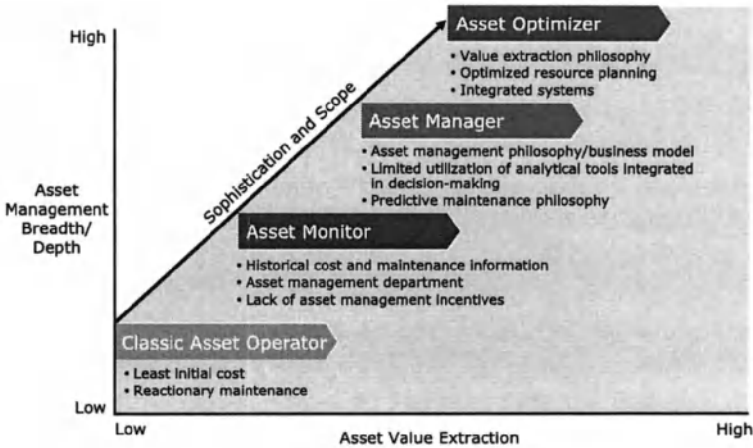 High
Asset Optimizer
• Value extraction philosophy
• Optimized resource planning
• Integrated systems
Sophistication and Scope
Asset Manager
• Asset management philosophy/business model
• Limited utilization of analytical tools integrated
in decision-making
• Predictive maintenance philosophy
Asset
Management
Breadth/
Depth
Asset Monitor
• Historical cost and maintenance information
• Asset management department
• Lack of asset management incentives
Classic Asset Operator
• Least initial cost
• Reactionary maintenance
Low
Low
Asset Value Extraction
High